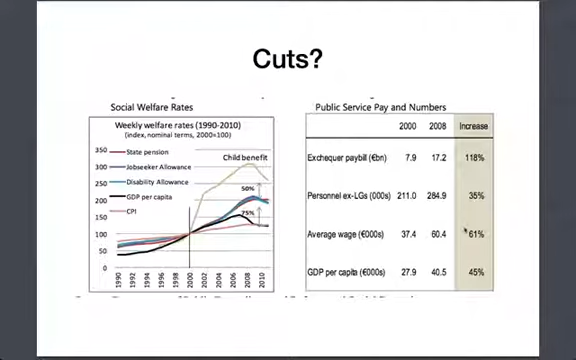 Cuts?
Social Welfare Rates
Weekly welfare rates (1990-2010)
(index, nominal terms, 2000=100)
350
300
250
200
150
100
50
0
State pension
Jobseeker Allowance
Disability Allowance
GDP per capita
CPI
Child benefit
50%
75%
1990
1992
1994
1996
1998
2000
2002
2004
2006
2008
2010
Public Service Pay and Numbers
2000 2008 Increase
Exchequer paybill (€bn) 7.9 17.2 118%
Personnel ex-LGs (000s) 211.0 284.9 35%
Average wage (€000s) 37.4 60.4 61%
GDP per capita (€000s) 27.9 40.5 45%